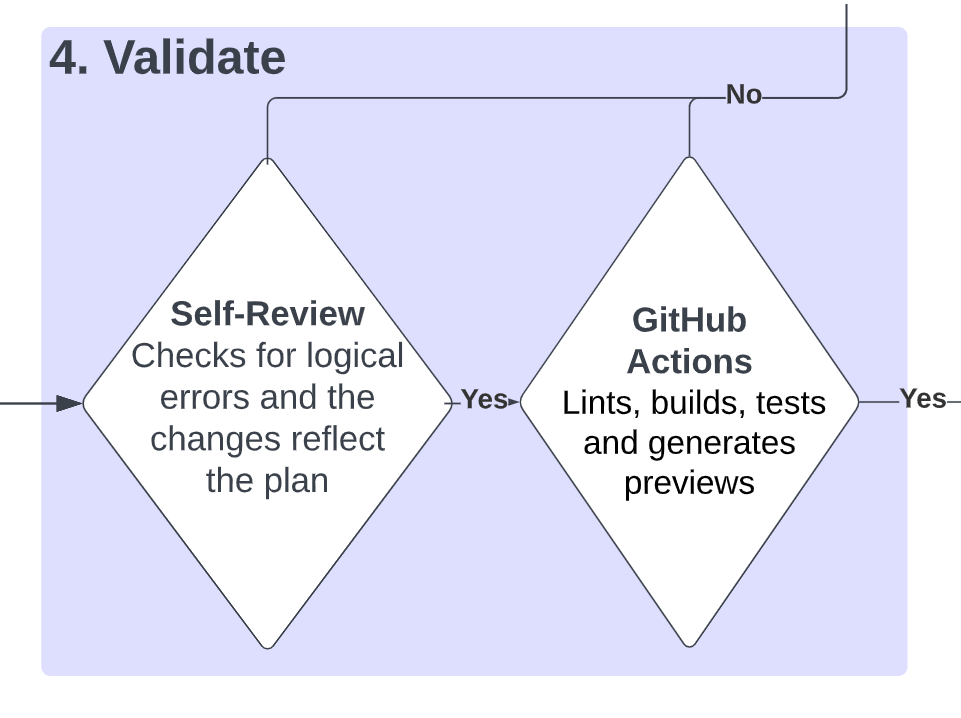 4. Validate
No
Self-Review
Checks for logical
errors and the
changes reflect
the plan
Yes
GitHub
Actions
Lints, builds, tests
and generates
previews
Yes